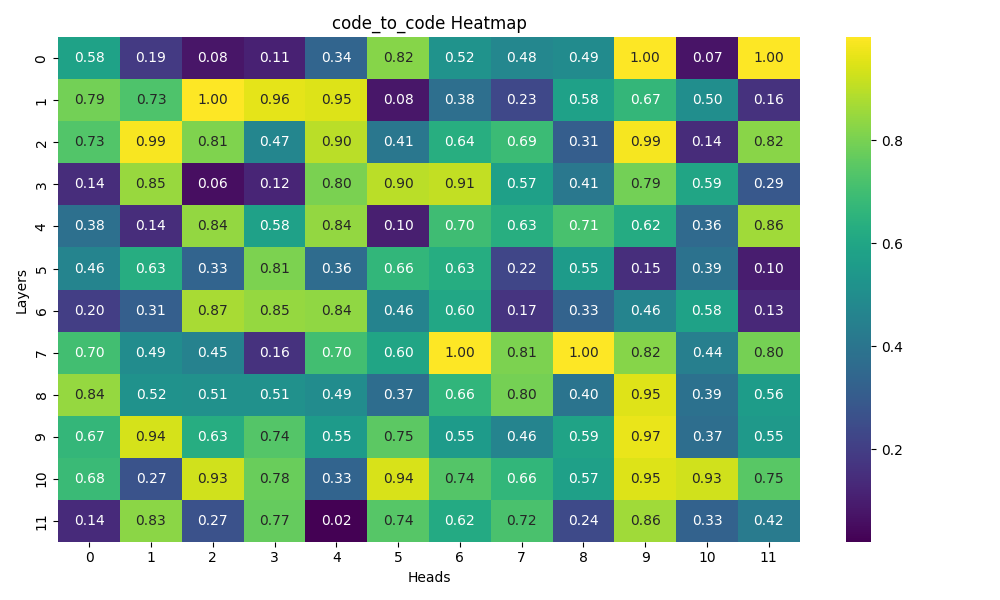 code_to_code Heatmap
0 0.58 0.19 0.08 0.11 0.34 0.82 0.52 0.48 0.49 1.00 0.07 1.00
1 0.79 0.73 1.00 0.96 0.95 0.08 0.38 0.23 0.58 0.67 0.50 0.16
2 0.73 0.99 0.81 0.47 0.90 0.41 0.64 0.69 0.31 0.99 0.14 0.82
3 0.14 0.85 0.06 0.12 0.80 0.90 0.91 0.57 0.41 0.79 0.59 0.29
4 0.38 0.14 0.84 0.58 0.84 0.10 0.70 0.63 0.71 0.62 0.36 0.86
5 0.46 0.63 0.33 0.81 0.36 0.66 0.63 0.22 0.55 0.15 0.39 0.10
6 0.20 0.31 0.87 0.85 0.84 0.46 0.60 0.17 0.33 0.46 0.58 0.13
7 0.70 0.49 0.45 0.16 0.70 0.60 1.00 0.81 1.00 0.82 0.44 0.80
8 0.84 0.52 0.51 0.51 0.49 0.37 0.66 0.80 0.40 0.95 0.39 0.56
9 0.67 0.94 0.63 0.74 0.55 0.75 0.55 0.46 0.59 0.97 0.37 0.55
10 0.68 0.27 0.93 0.78 0.33 0.94 0.74 0.66 0.57 0.95 0.93 0.75
11 0.14 0.83 0.27 0.77 0.02 0.74 0.62 0.72 0.24 0.86 0.33 0.42
0 1 2 3 4 5 6 7 8 9 10 11
Heads
Layers
0.8
0.6
0.4
0.2